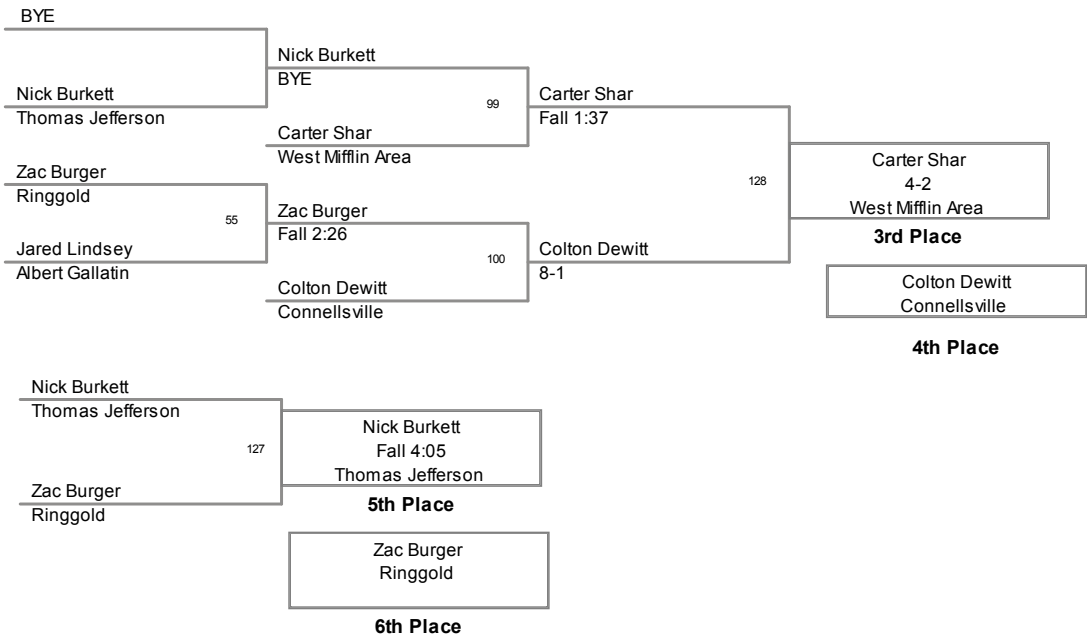 BYE
Nick Burkett
BYE
Nick Burkett
Thomas Jefferson
99
Carter Shar
Fall 1:37
Carter Shar
West Mifflin Area
Zac Burger
Ringgold
128
Carter Shar
4-2
West Mifflin Area
3rd Place
55
Zac Burger
Fall 2:26
Jared Lindsey
Albert Gallatin
100
Colton Dewitt
8-1
Colton Dewitt
Connellsville
Colton Dewitt
Connellsville
4th Place
Nick Burkett
Thomas Jefferson
127
Nick Burkett
Fall 4:05
Thomas Jefferson
5th Place
Zac Burger
Ringgold
Zac Burger
Ringgold
6th Place